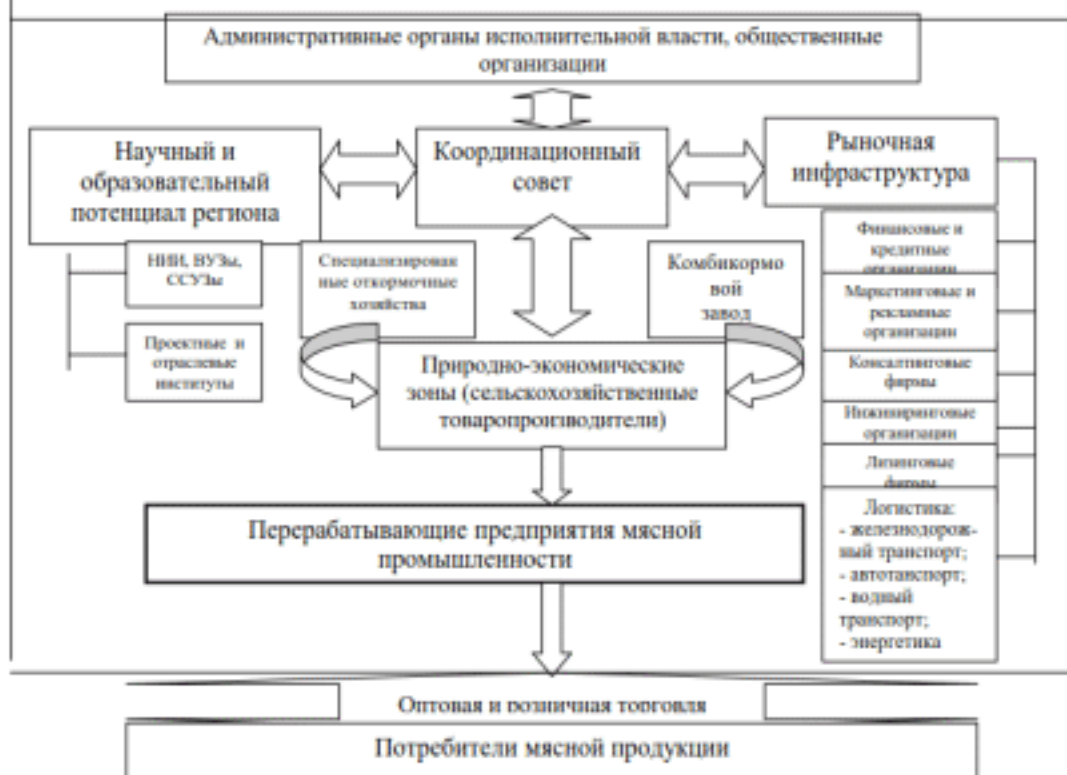 Административные органы исполнительной власти, общественные
организации
Научный и
образовательный
потенциал региона
Координационный
совет
Рыночная
инфраструктура
НИИ, ВУЗы,
ССУЗы
Проектные и
отраслевые
институты
Специализирован
ные откормочные
хозяйства
Комбикормо
вой
завод
Финансовые и
кредитные
организации
Маркетинговые и
рекламные
организации
Консалтинговые
фирмы
Инжиниринговые
организации
Лизинговые
фирмы
Логистика:
- железнодорож-
ный транспорт;
- автотанспорт;
- водный
транспорт;
- энергетика
Природно-экономические
зоны (сельскохозяйственные
товаропроизводители)
Перерабатывающие предприятия мясной
промышленности
Оптовая и розничная торговля
Потребители мясной продукции